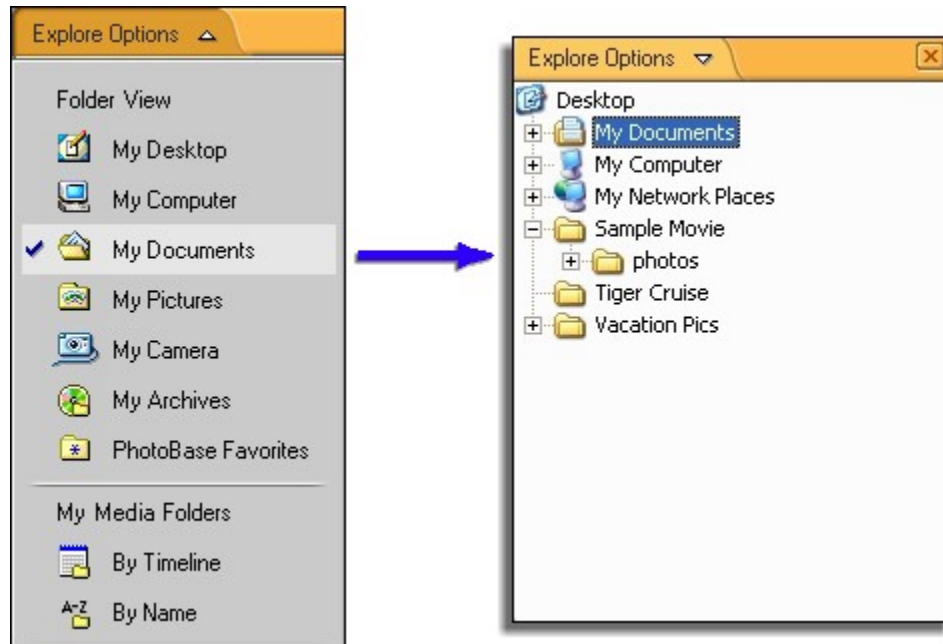 Explore Options
Folder View
My Desktop
My Computer
My Documents
My Pictures
My Camera
My Archives
PhotoBase Favorites
My Media Folders
By Timeline
A-Z
By Name
Explore Options
Desktop
My Documents
My Computer
My Network Places
Sample Movie
photos
Tiger Cruise
Vacation Pics